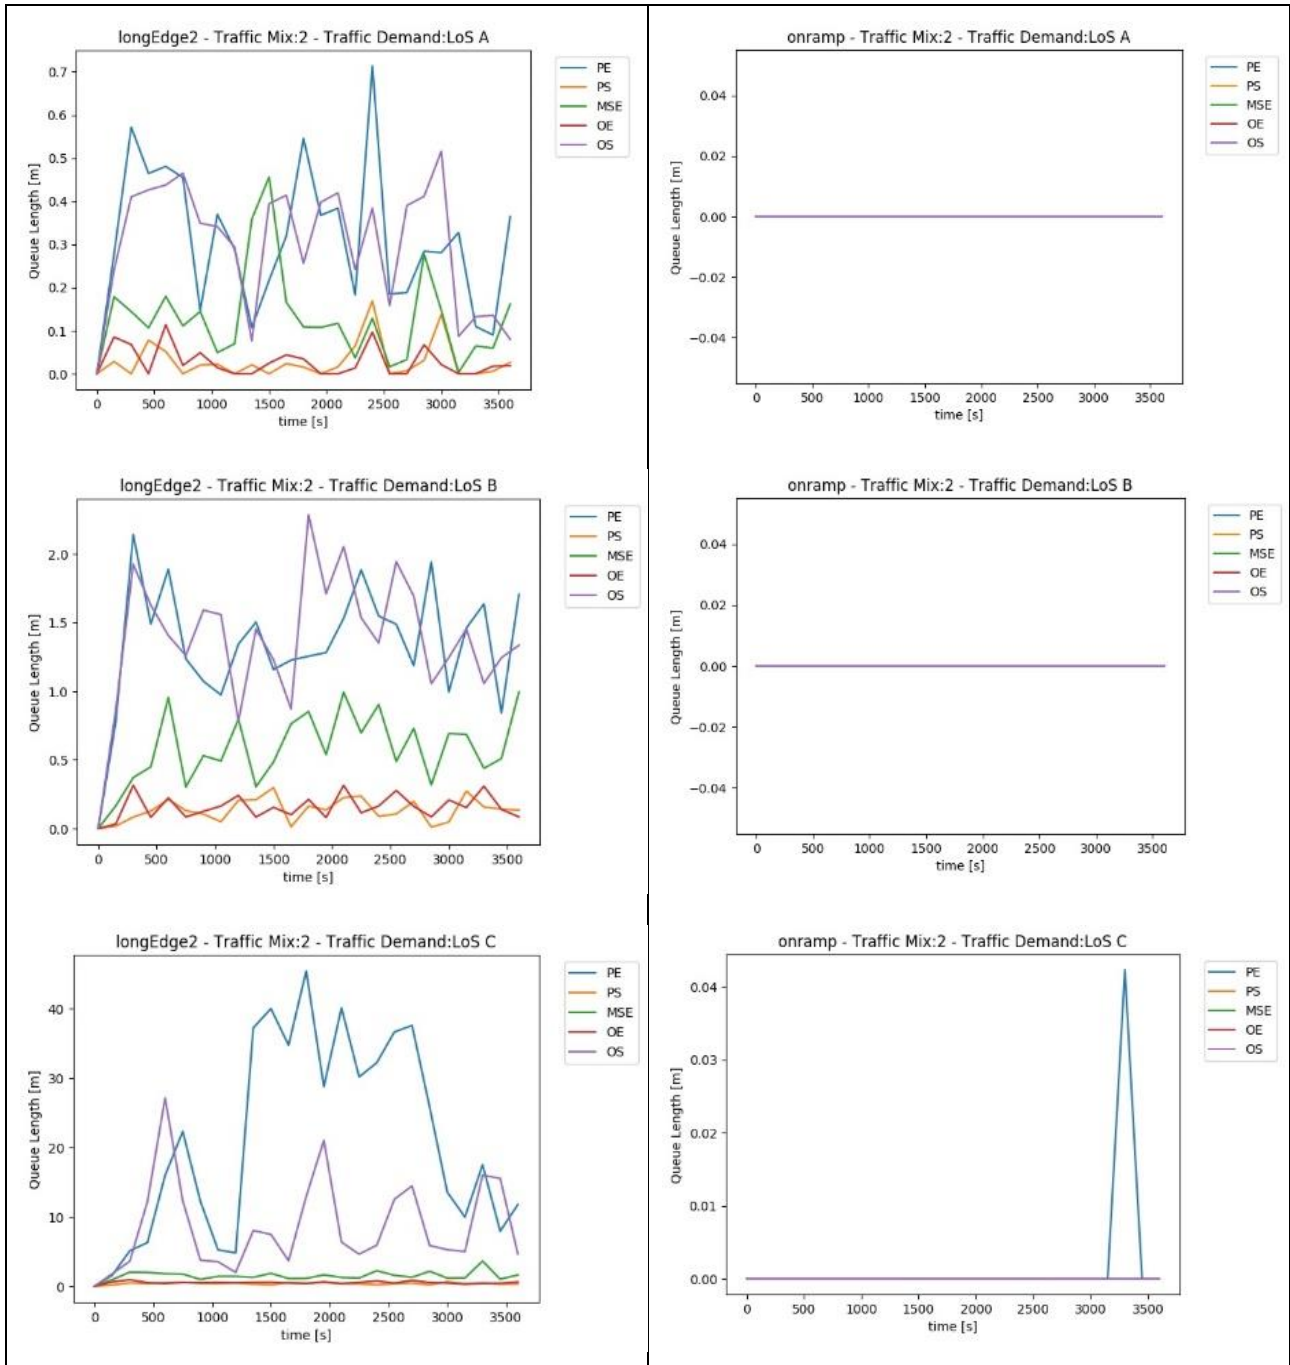 longEdge2 - Traffic Mix:2 - Traffic Demand:LoS A
Queue Length [m]
0.7
0.6
0.5
0.4
0.3
0.2
0.1
0.0
0 500 1000 1500 2000 2500 3000 3500
time [s]
PE
PS
MSE
OE
OS
onramp - Traffic Mix:2 - Traffic Demand:LoS A
Queue Length [m]
0.04
0.02
0.00
−0.02
−0.04
0 500 1000 1500 2000 2500 3000 3500
time [s]
PE
PS
MSE
OE
OS
longEdge2 - Traffic Mix:2 - Traffic Demand:LoS B
Queue Length [m]
2.0
1.5
1.0
0.5
0.0
0 500 1000 1500 2000 2500 3000 3500
time [s]
PE
PS
MSE
OE
OS
onramp - Traffic Mix:2 - Traffic Demand:LoS B
Queue Length [m]
0.04
0.02
0.00
−0.02
−0.04
0 500 1000 1500 2000 2500 3000 3500
time [s]
PE
PS
MSE
OE
OS
longEdge2 - Traffic Mix:2 - Traffic Demand:LoS C
Queue Length [m]
40
30
20
10
0
0 500 1000 1500 2000 2500 3000 3500
time [s]
PE
PS
MSE
OE
OS
onramp - Traffic Mix:2 - Traffic Demand:LoS C
Queue Length [m]
0.04
0.03
0.02
0.01
0.00
0 500 1000 1500 2000 2500 3000 3500
time [s]
PE
PS
MSE
OE
OS